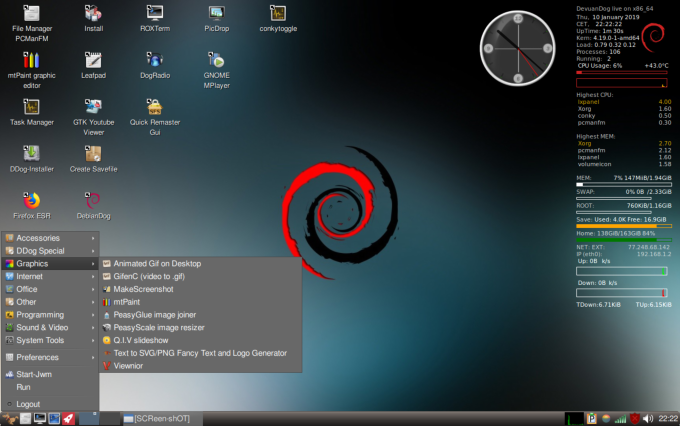 File Manager
PCManFM
Install
ROXTerm
PicDrop
conkytoggle
mtPaint graphic
editor
Leafpad
DogRadio
GNOME
MPlayer
Task Manager
GTK Youtube
Viewer
Quick Remaster
Gui
DDog-Installer
Create Savefile
Firefox ESR
DebianDog
Accessories
DDog Special
Graphics
Internet
Office
Other
Programming
Sound & Video
System Tools
Preferences
Start-Jwm
Run
Logout
Animated Gif on Desktop
GifenC (video to .gif)
MakeScreenshot
mtPaint
PeasyGlue image joiner
PeasyScale image resizer
Q.I.V slideshow
Text to SVG/PNG Fancy Text and Logo Generator
Viewnior
DevuanDog live on x86_64
Thu, 10 January 2019
CET, 22:22:22
UpTime: 1m 30s
Kern: 4.19.0-1-amd64
Load: 0.79 0.32 0.12
Processes: 106
Running: 2
CPU Usage: 6% +43.0°C
Highest CPU:
lxpanel 4.00
Xorg 1.60
conky 0.50
pcmanfm 0.30
Highest MEM:
Xorg 2.70
pcmanfm 2.12
lxpanel 1.60
volumeicon 1.58
MEM: 7% 147MiB/1.94GiB
SWAP: 0% 0B /2.33GiB
ROOT: 760KiB/1.16GiB
Save: Used: 4.0K Free: 16.9GiB
Home: 138GiB/163GiB 84%
NET: EXT: 77.248.66.142
IP(eth0): 192.168.1.2
Up: 0B k/s
Down: 0B k/s
TDown:6.71KiB TUp:6.15KiB
[SCReen-shOT]
22:22